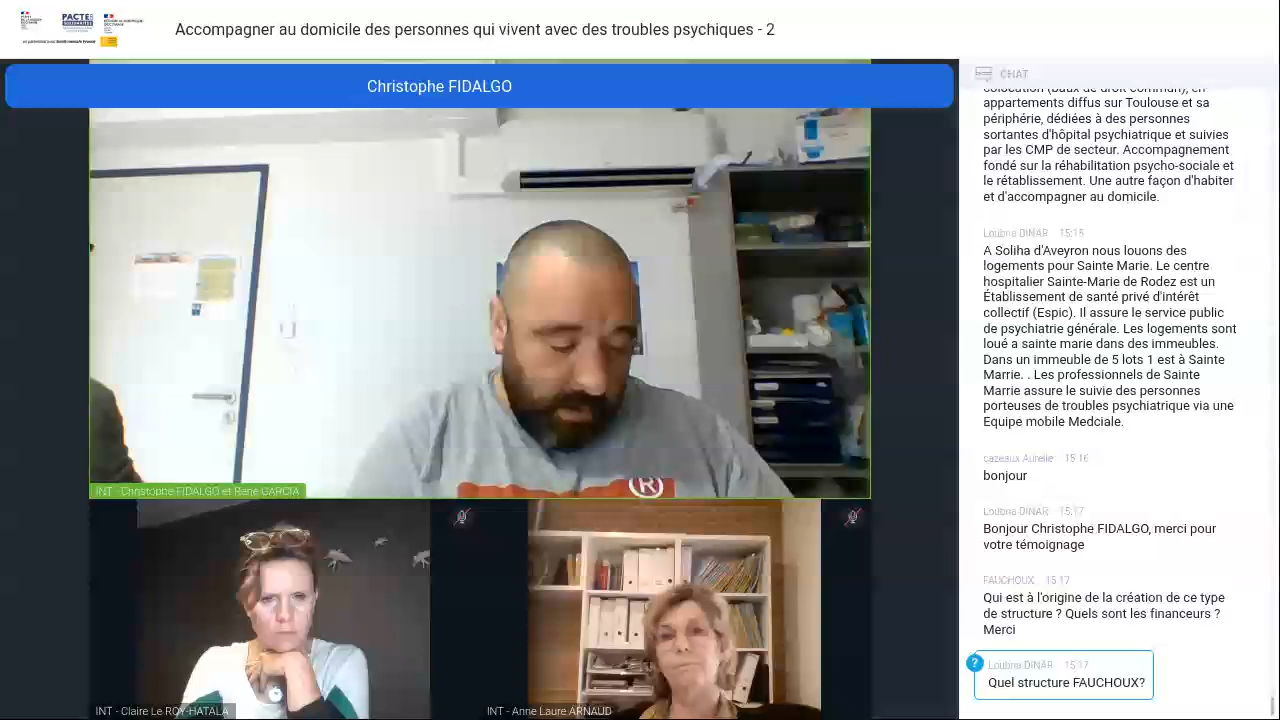 PACTE
SOLIDARITÉS
Accompagner au domicile des personnes vivant avec des troubles psychiques
Christophe FIDALGO
INT - Christophe FIDALGO et René GARCIA
INT - Claire Le ROY-HATALA
INT - Anne Laure ARNAUD
®
CHAT
colocation (baux de droit commun), en
appartements diffus sur Toulouse et sa
périphérie, dédiées à des personnes
sortantes d'hôpital psychiatrique et suivies
par les CMP de secteur. Accompagnement
fondé sur la réhabilitation psycho-sociale et
le rétablissement. Une autre façon d'habiter
et d'accompagner au domicile.
Loubna DINAR 15:15
A Soliha d'Aveyron nous louons des
logements pour Sainte Marie. Le centre
hospitalier Sainte-Marie de Rodez est un
Établissement de santé privé d'intérêt
collectif (Espic). Il assure le service public
de psychiatrie générale. Les logements sont
loué a sainte marie dans des immeubles.
Dans un immeuble de 5 lots 1 est à Sainte
Marrie. . Les professionnels de Sainte
Marrie assure le suivie des personnes
porteuses de troubles psychiatrique via une
Equipe mobile Medciale.
cazeaux Aurelie 15:16
bonjour
Loubna DINAR 15:17
Bonjour Christophe FIDALGO, merci pour
votre témoignage
FAUCHOUX 15:17
Qui est à l'origine de la création de ce type
de structure ? Quels sont les financeurs ?
Merci
?
Loubna DINAR 15:17
Quel structure FAUCHOUX?